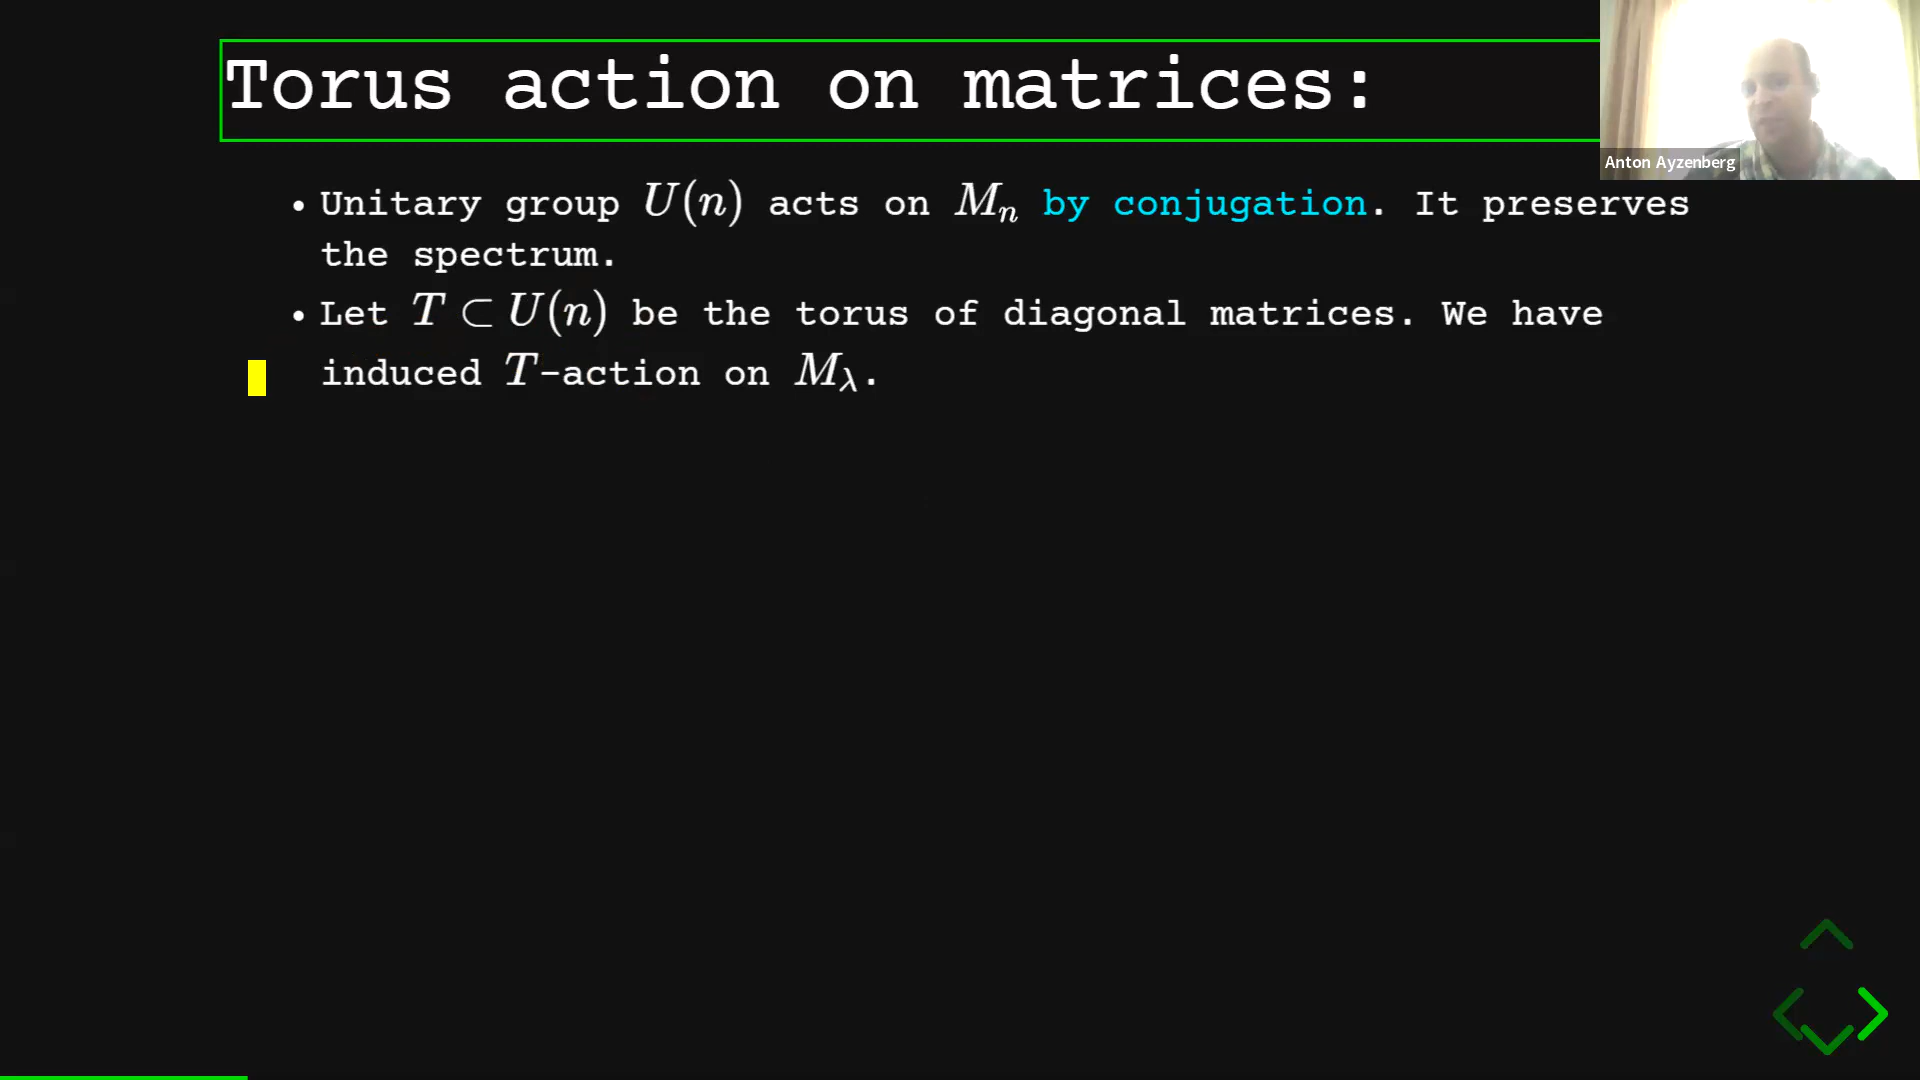 Torus action on matrices:
Anton Ayzenberg
• Unitary group U(n) acts on Mₙ by conjugation. It preserves
the spectrum.
• Let T ⊂ U(n) be the torus of diagonal matrices. We have
induced T-action on M_λ.